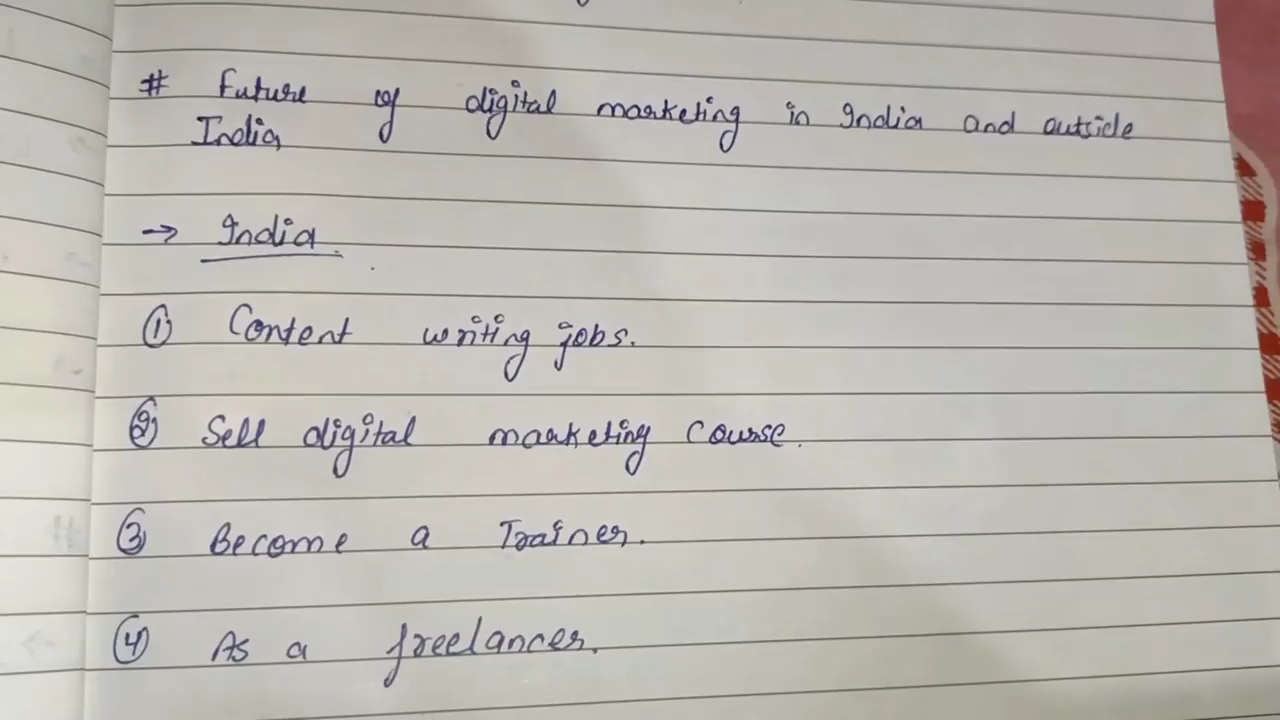 # Future of digital marketing in India and outside
India
→ India.
① Content writing jobs.
② Sell digital marketing course.
③ Become a Trainer.
④ As a freelancer.